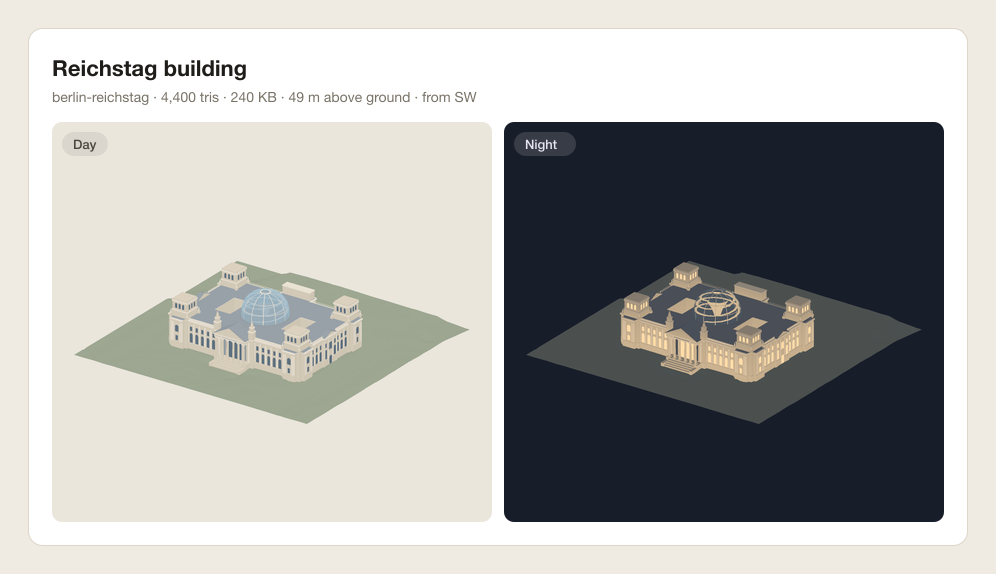 Reichstag building
berlin-reichstag · 4,400 tris · 240 KB · 49 m above ground · from SW
Day
Night